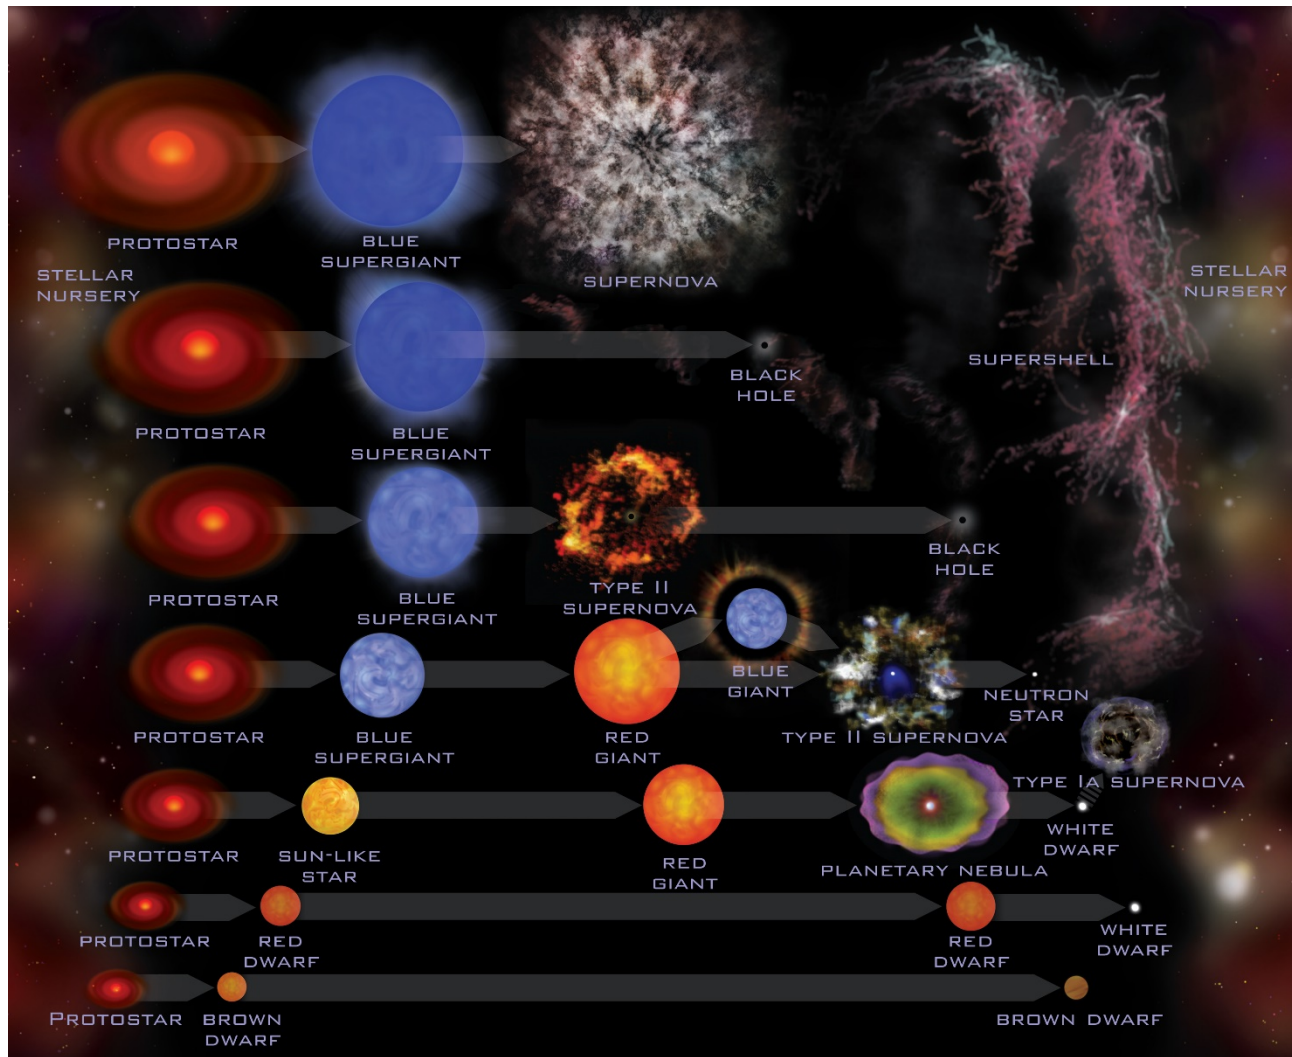 PROTOSTAR
BLUE
SUPERGIANT
SUPERNOVA
STELLAR
NURSERY
STELLAR
NURSERY
PROTOSTAR
BLUE
SUPERGIANT
BLACK
HOLE
SUPERSHELL
PROTOSTAR
BLUE
SUPERGIANT
TYPE II
SUPERNOVA
BLACK
HOLE
PROTOSTAR
BLUE
SUPERGIANT
RED
GIANT
BLUE
GIANT
TYPE II SUPERNOVA
NEUTRON
STAR
PROTOSTAR
SUN-LIKE
STAR
RED
GIANT
PLANETARY NEBULA
WHITE
DWARF
TYPE IA SUPERNOVA
PROTOSTAR
RED
DWARF
RED
DWARF
WHITE
DWARF
PROTOSTAR
BROWN
DWARF
BROWN DWARF